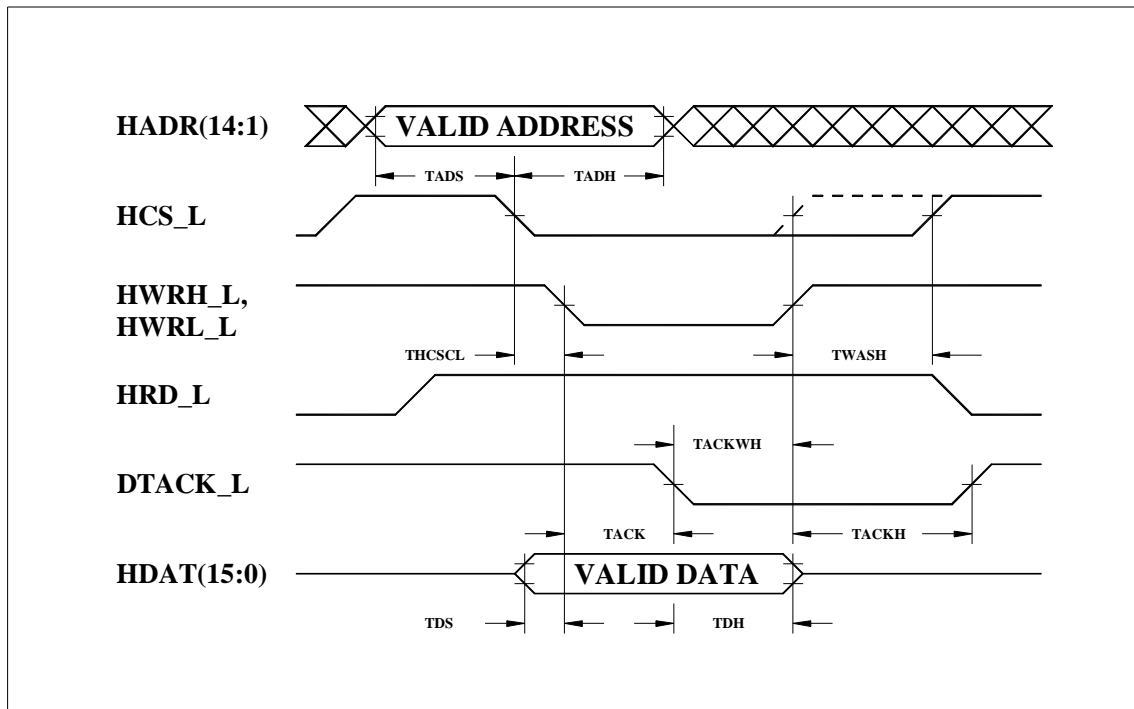 HADR(14:1)
VALID ADDRESS
TADS
TADH
HCS_L
HWRH_L,
HWRL_L
THCSCL
TWASH
HRD_L
TACKWH
DTACK_L
TACK
TACKH
HDAT(15:0)
VALID DATA
TDS
TDH